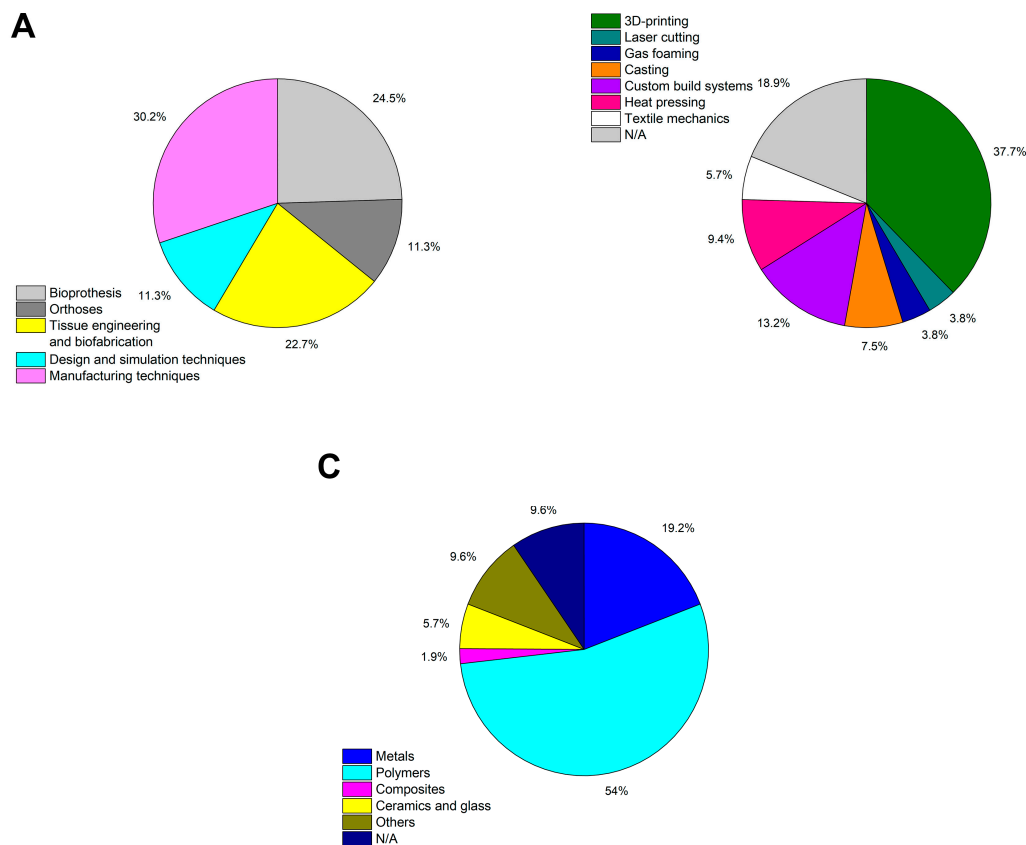 A
24.5%
11.3%
22.7%
11.3%
30.2%
Bioprothesis
Orthoses
Tissue engineering
and biofabrication
Design and simulation techniques
Manufacturing techniques
3D-printing
Laser cutting
Gas foaming
Casting
Custom build systems
Heat pressing
Textile mechanics
N/A
18.9%
37.7%
3.8%
3.8%
7.5%
13.2%
9.4%
5.7%
C
9.6%
19.2%
9.6%
5.7%
1.9%
54%
Metals
Polymers
Composites
Ceramics and glass
Others
N/A